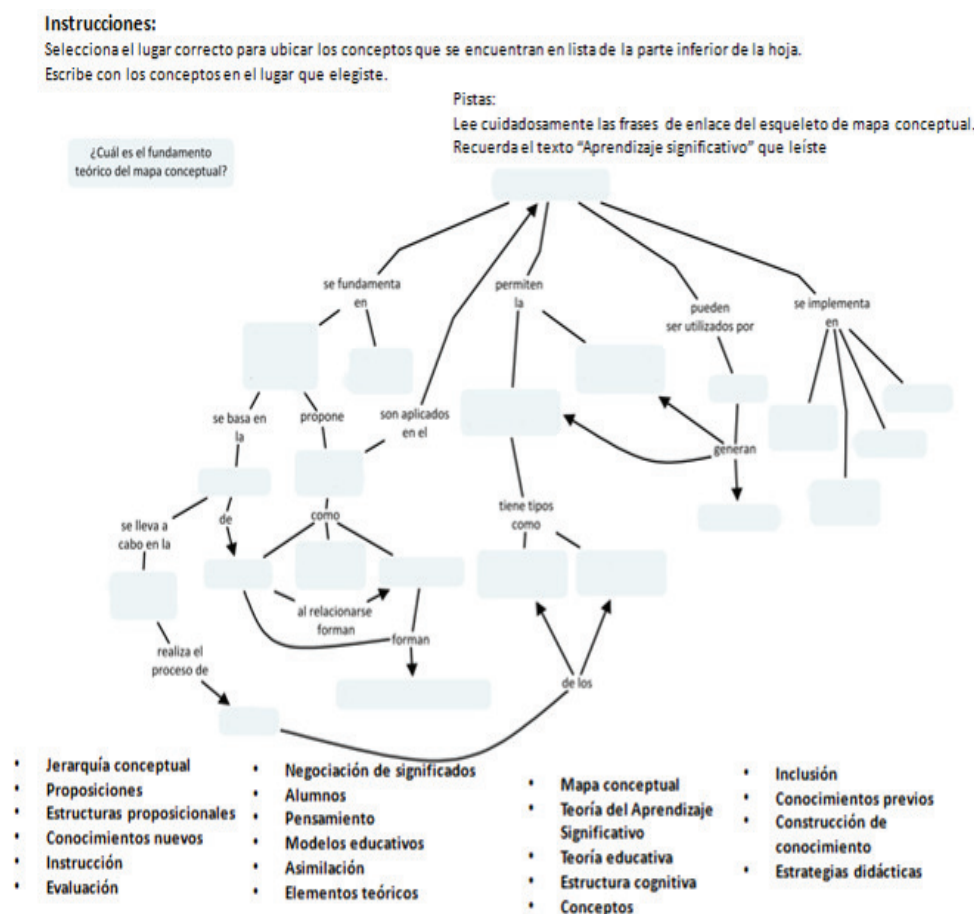 Instrucciones:
Selecciona el lugar correcto para ubicar los conceptos que se encuentran en lista de la parte inferior de la hoja.
Escribe con los conceptos en el lugar que elegiste.
Pistas:
Lee cuidadosamente las frases de enlace del esqueleto de mapa conceptual.
Recuerda el texto “Aprendizaje significativo” que leíste
¿Cuál es el fundamento
teórico del mapa conceptual?
se fundamenta
en
permiten
la
pueden
ser utilizados por
se implementa
en
se basa en
la
propone
son aplicados
en el
generan
se lleva a
cabo en la
de
como
tiene tipos
como
al relacionarse
forman
forman
realiza el
proceso de
de los
• Jerarquía conceptual
• Proposiciones
• Estructuras proposicionales
• Conocimientos nuevos
• Instrucción
• Evaluación
• Negociación de significados
• Alumnos
• Pensamiento
• Modelos educativos
• Asimilación
• Elementos teóricos
• Mapa conceptual
• Teoría del Aprendizaje
Significativo
• Teoría educativa
• Estructura cognitiva
• Conceptos
• Inclusión
• Conocimientos previos
• Construcción de
conocimiento
• Estrategias didácticas